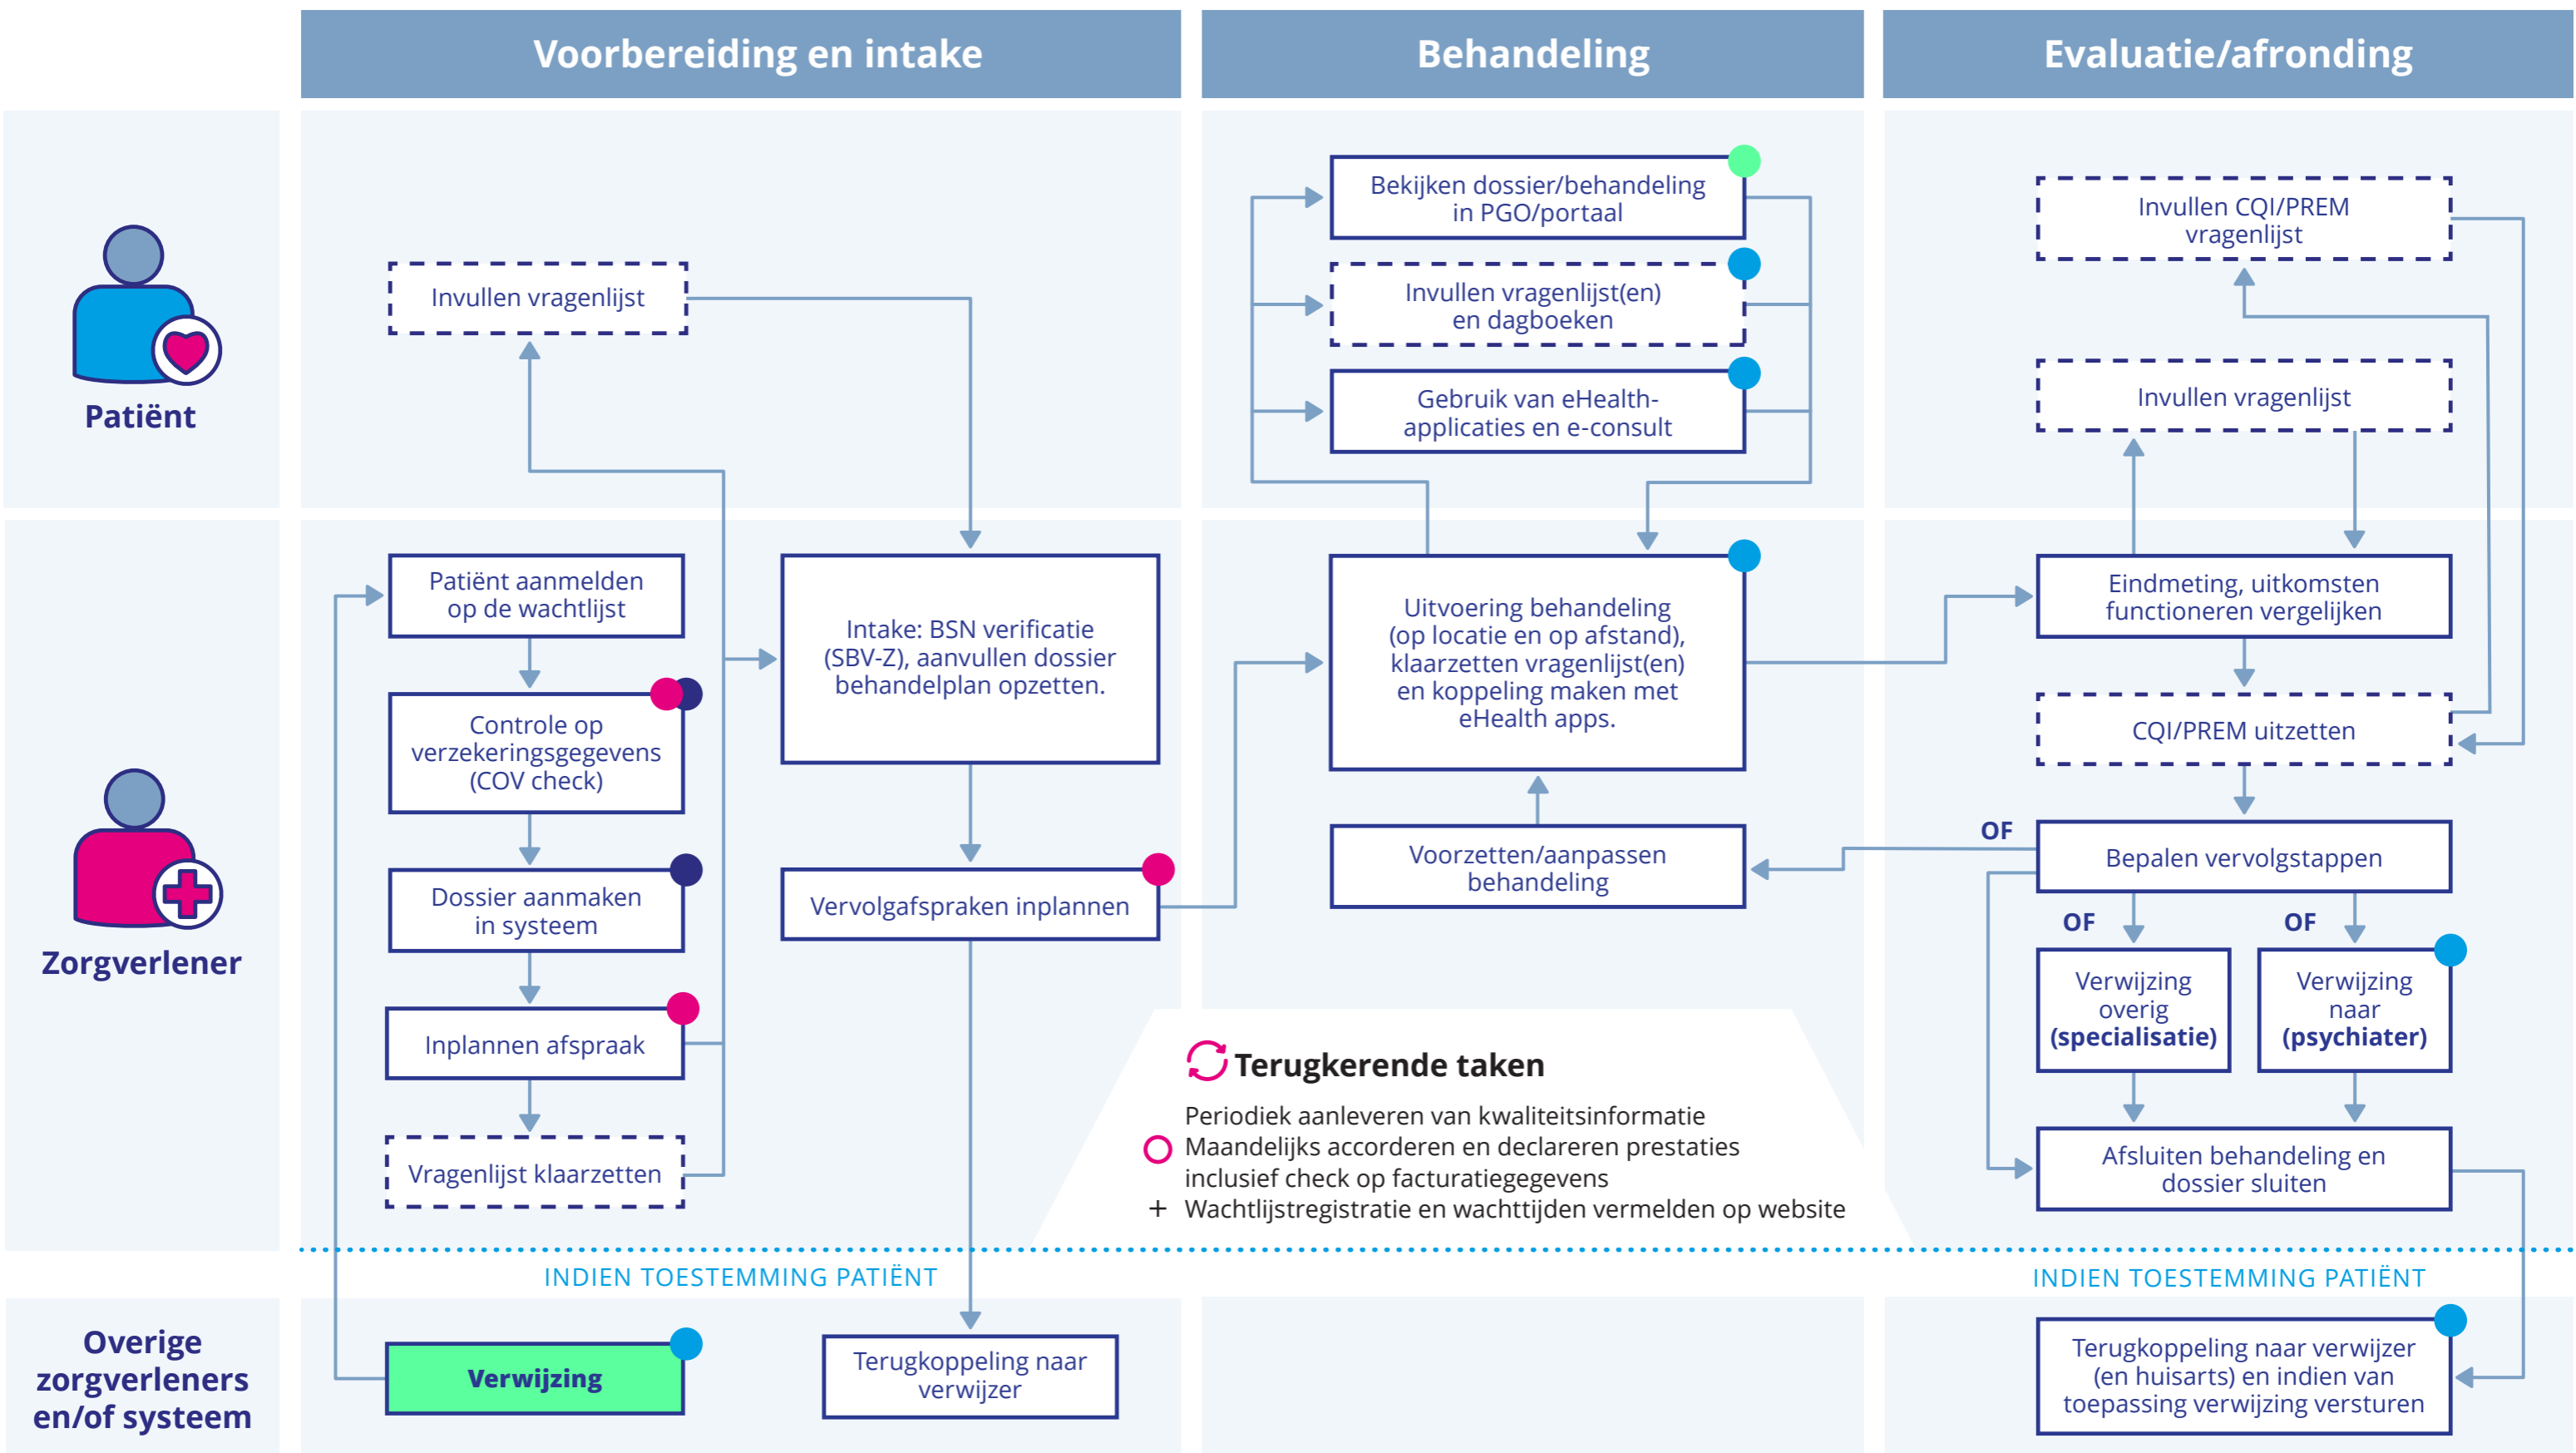 Voorbereiding en intake
Behandeling
Evaluatie/afronding
Patiënt
Invullen vragenlijst
Bekijken dossier/behandeling
in PGO/portaal
Invullen vragenlijst(en)
en dagboeken
Gebruik van eHealth-
applicaties en e-consult
Invullen CQI/PREM
vragenlijst
Invullen vragenlijst
Zorgverlener
Patiënt aanmelden
op de wachtlijst
Controle op
verzekeringsgegevens
(COV check)
Dossier aanmaken
in systeem
Inplannen afspraak
Vragenlijst klaarzetten
Intake: BSN verificatie
(SBV-Z), aanvullen dossier
behandelplan opzetten.
Vervolgafspraken inplannen
Uitvoering behandeling
(op locatie en op afstand),
klaarzetten vragenlijst(en)
en koppeling maken met
eHealth apps.
Voorzetten/aanpassen
behandeling
Eindmeting, uitkomsten
functioneren vergelijken
CQI/PREM uitzetten
OF
Bepalen vervolgstappen
OF
OF
Verwijzing
overig
(specialisatie)
Verwijzing
naar
(psychiater)
Afsluiten behandeling en
dossier sluiten
Terugkerende taken
Periodiek aanleveren van kwaliteitsinformatie
Maandelijks accorderen en declareren prestaties
inclusief check op facturatiegegevens
+ Wachtlijstregistratie en wachttijden vermelden op website
INDIEN TOESTEMMING PATIËNT
INDIEN TOESTEMMING PATIËNT
Overige
zorgverleners
en/of systeem
Verwijzing
Terugkoppeling naar
verwijzer
Terugkoppeling naar verwijzer
(en huisarts) en indien van
toepassing verwijzing versturen